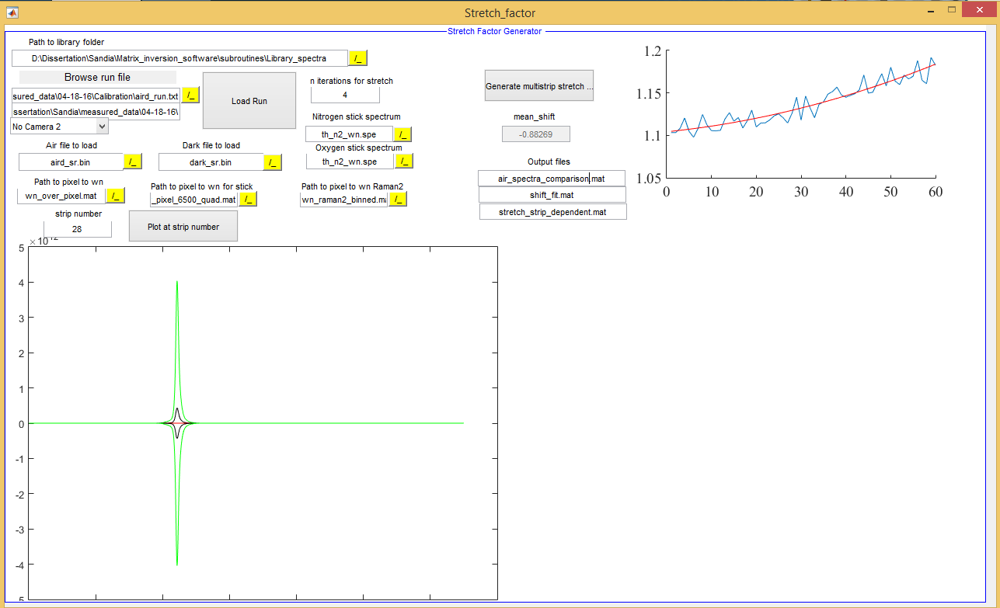 Stretch_factor
Stretch Factor Generator
Path to library folder
D:\Dissertation\Sandia\Matrix_inversion_software\subroutines\Library_spectra
/_
Browse run file
sured_data\04-18-16\Calibration\aird_run.txt
/_
ssertation\Sandia\measured_data\04-18-16\
No Camera 2
Load Run
n iterations for stretch
4
Nitrogen stick spectrum
th_n2_wn.spe
/_
Oxygen stick spectrum
th_n2_wn.spe
/_
Air file to load
aird_sr.bin
/_
Dark file to load
dark_sr.bin
/_
Path to pixel to wn
wn_over_pixel.mat
/_
Path to pixel to wn for stick
_pixel_6500_quad.mat
/_
Path to pixel to wn Raman2
wn_raman2_binned.ma
/_
strip number
28
Plot at strip number
Generate multistrip stretch ...
mean_shift
-0.88269
Output files
air_spectra_comparison.mat
shift_fit.mat
stretch_strip_dependent.mat
1.2
1.15
1.1
1.05
0 10 20 30 40 50 60
×10¹²
5
4
3
2
1
0
-1
-2
-3
-4
-5